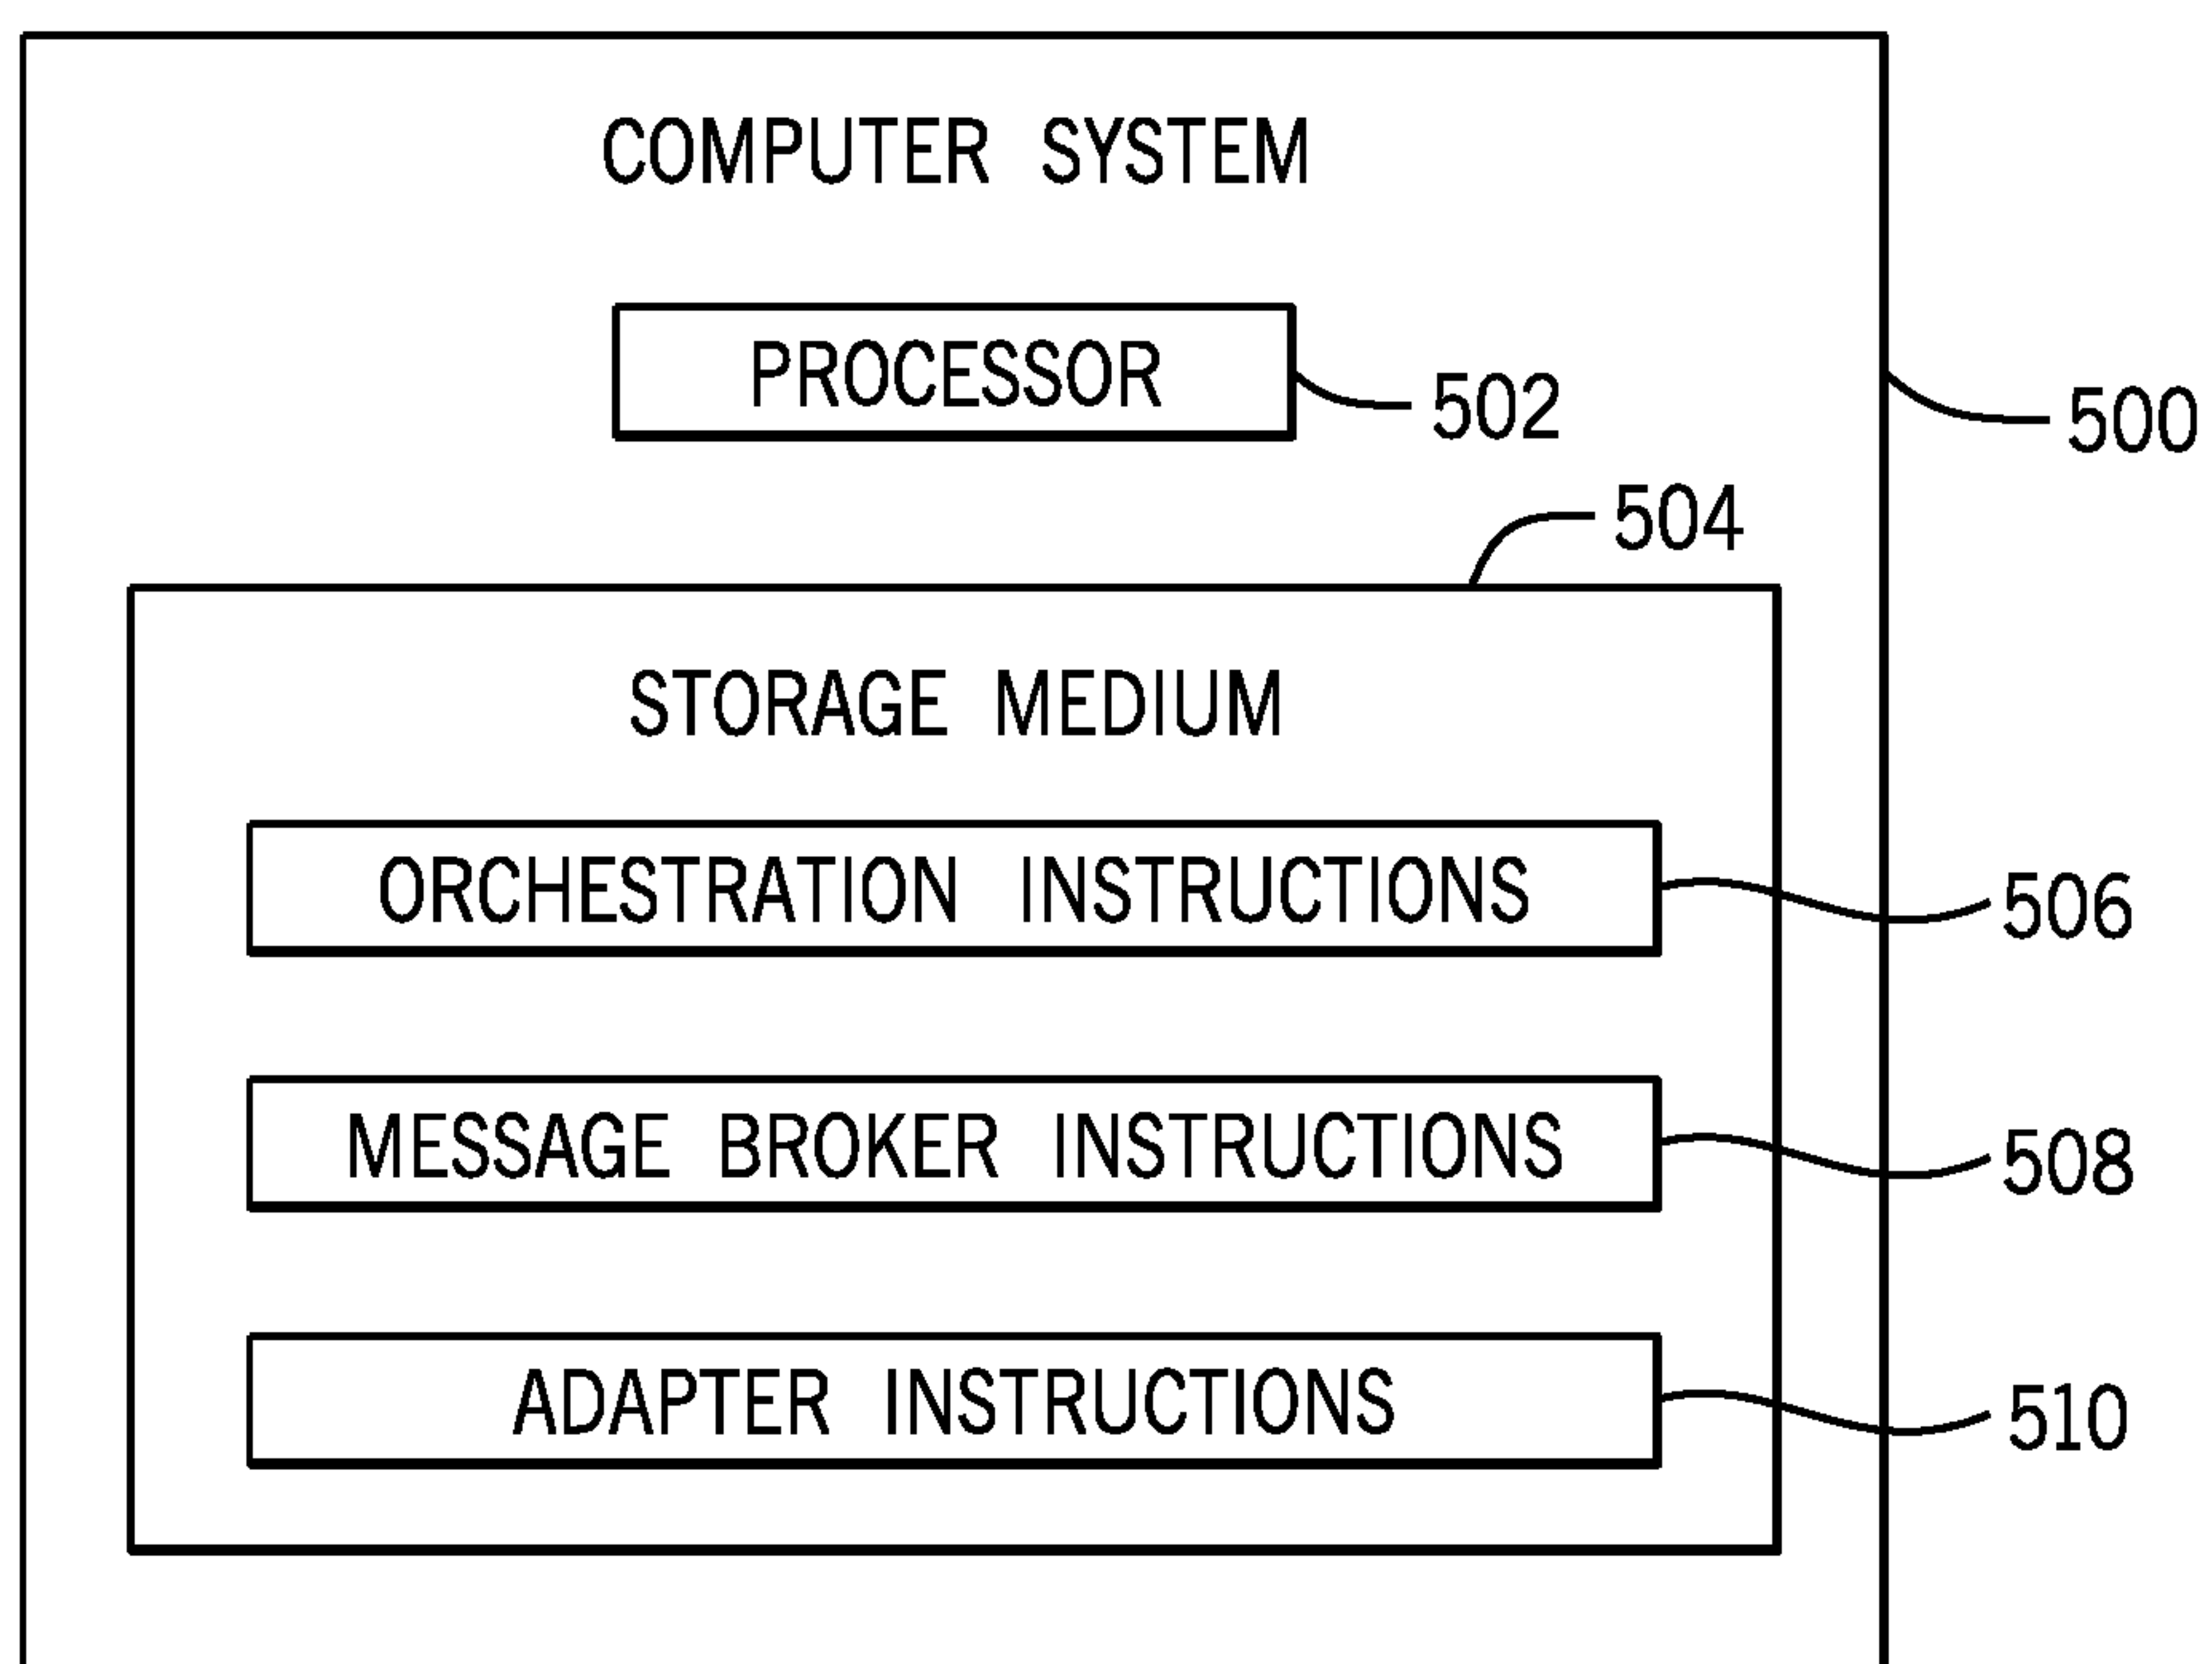 COMPUTER SYSTEM
PROCESSOR
502
500
504
STORAGE MEDIUM
ORCHESTRATION INSTRUCTIONS
506
MESSAGE BROKER INSTRUCTIONS
508
ADAPTER INSTRUCTIONS
510